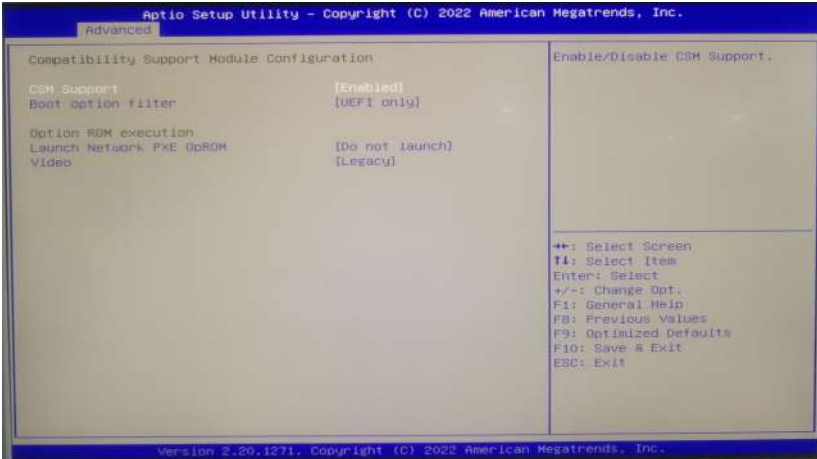 Aptio Setup Utility – Copyright (C) 2022 American Megatrends, Inc.
Advanced
Compatibility Support Module Configuration
CSM Support [Enabled]
Boot option filter [UEFI only]
Option ROM execution
Launch Network PXE OpROM [Do not launch]
Video [Legacy]
Enable/Disable CSM Support.
→←: Select Screen
↑↓: Select Item
Enter: Select
+/-: Change Opt.
F1: General Help
F8: Previous Values
F9: Optimized Defaults
F10: Save & Exit
ESC: Exit
Version 2.20.1271. Copyright (C) 2022 American Megatrends, Inc.